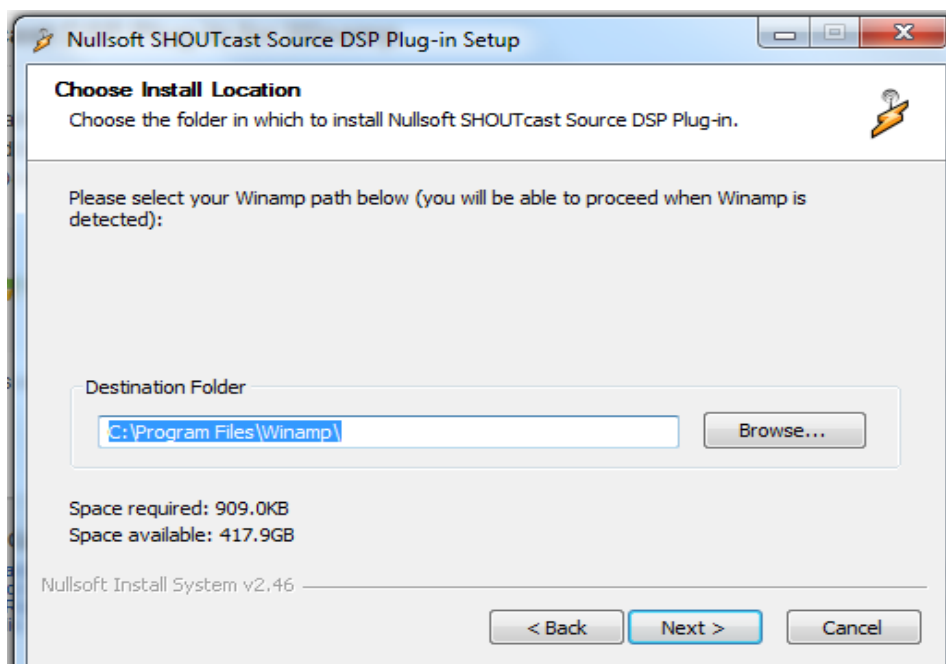 Nullsoft SHOUTcast Source DSP Plug-in Setup
Choose Install Location
Choose the folder in which to install Nullsoft SHOUTcast Source DSP Plug-in.
Please select your Winamp path below (you will be able to proceed when Winamp is
detected):
Destination Folder
C:\Program Files\Winamp\
Browse...
Space required: 909.0KB
Space available: 417.9GB
Nullsoft Install System v2.46
< Back
Next >
Cancel